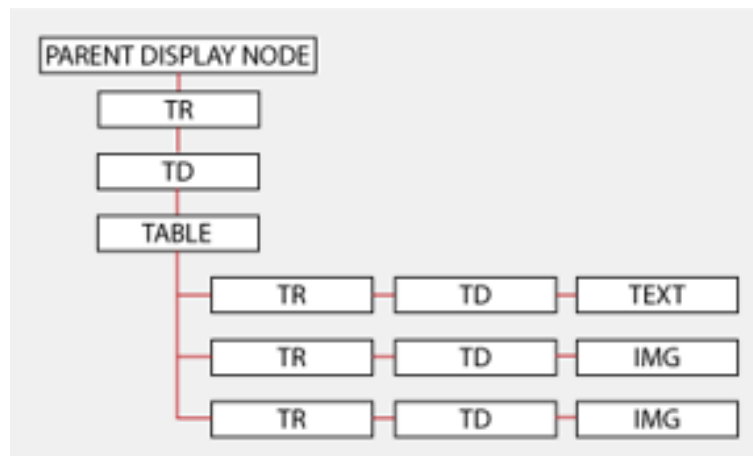 PARENT DISPLAY NODE
TR
TD
TABLE
TR TD TEXT
TR TD IMG
TR TD IMG